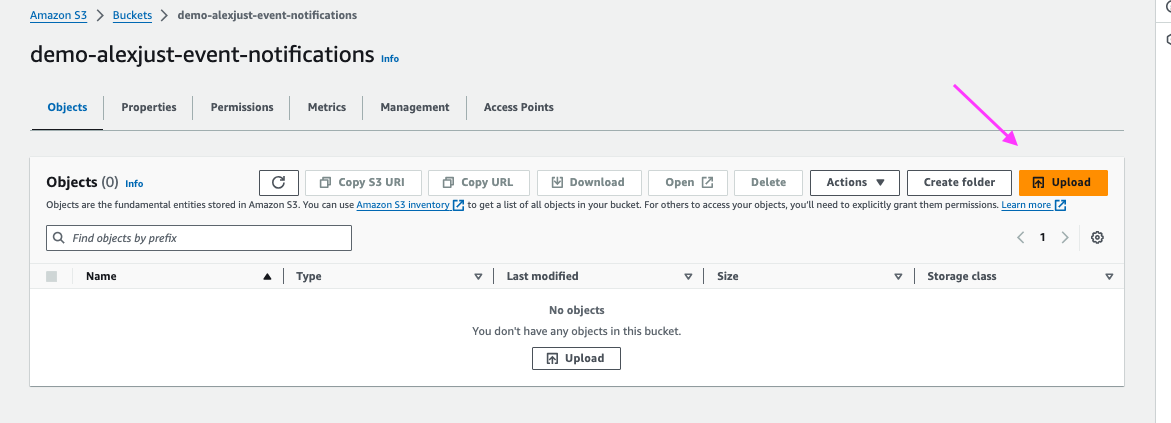 Amazon S3 > Buckets > demo-alexjust-event-notifications
demo-alexjust-event-notifications Info
Objects Properties Permissions Metrics Management Access Points
Objects (0) Info Copy S3 URI Copy URL Download Open Delete Actions Create folder Upload
Objects are the fundamental entities stored in Amazon S3. You can use Amazon S3 inventory to get a list of all objects in your bucket. For others to access your objects, you'll need to explicitly grant them permissions. Learn more
Find objects by prefix 1
Name Type Last modified Size Storage class
No objects
You don't have any objects in this bucket.
Upload